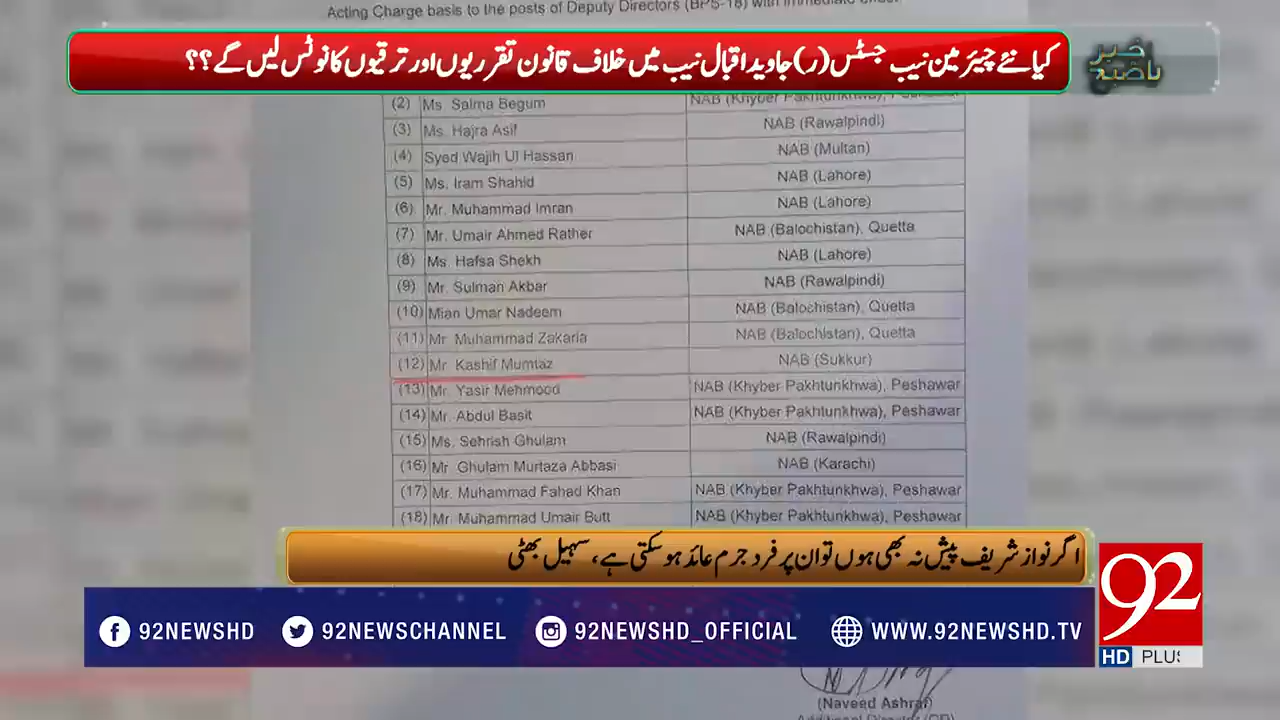 Acting Charge basis to the posts of Deputy Directors (BPS-18) with immediate
کیا نئے چیئرمین نیب جسٹس (ر) جاوید اقبال نیب میں خلاف قانون تقرریوں اور ترقیوں کا نوٹس لیں گے؟؟
(2) Ms Salma Begum NAB (Khyber Pakhtunkhwa),
(3) Ms. Hajra Asif NAB (Rawalpindi)
(4) Syed Wajih Ul Hassan NAB (Multan)
(5) Ms. Iram Shahid NAB (Lahore)
(6) Mr. Muhammad Imran NAB (Lahore)
(7) Mr. Umair Ahmed Rather NAB (Balochistan), Quetta
(8) Ms. Hafsa Shekh NAB (Lahore)
(9) Mr. Sulman Akbar NAB (Rawalpindi)
(10) Mian Umar Nadeem NAB (Balochistan), Quetta
(11) Mr. Muhammad Zakaria NAB (Balochistan), Quetta
(12) Mr Kashif Mumtaz NAB (Sukkur)
(13) Mr. Yasir Mehmood NAB (Khyber Pakhtunkhwa), Peshawar
(14) Mr. Abdul Basit NAB (Khyber Pakhtunkhwa), Peshawar
(15) Ms. Sehrish Ghulam NAB (Rawalpindi)
(16) Mr. Ghulam Murtaza Abbasi NAB (Karachi)
(17) Mr. Muhammad Fahad Khan NAB (Khyber Pakhtunkhwa), Peshawar
(18) Mr. Muhammad Umair Butt NAB (Khyber Pakhtunkhwa), Peshawar
اگر نواز شریف پیش نہ بھی ہوں تو ان پر فرد جرم عائد ہو سکتی ہے، سہیل بھٹی
92NEWSHD 92NEWSCHANNEL 92NEWSHD_OFFICIAL WWW.92NEWSHD.TV
92
HD PLUS
(Naveed Ashraf)